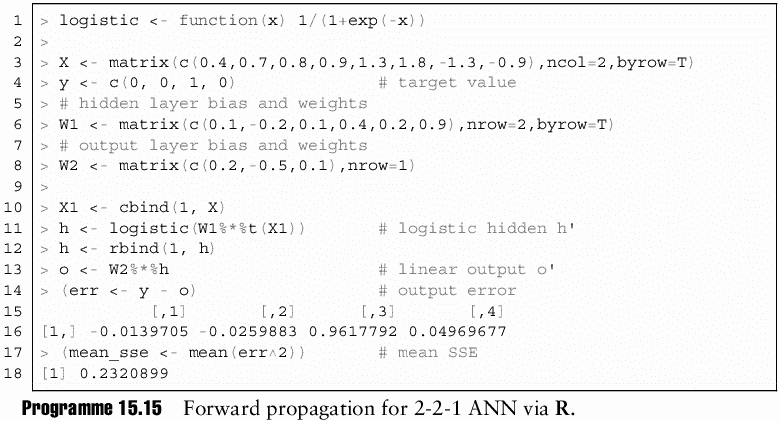 1 > logistic <- function(x) 1/(1+exp(-x))
2 >
3 > X <- matrix(c(0.4,0.7,0.8,0.9,1.3,1.8,-1.3,-0.9),ncol=2,byrow=T)
4 > y <- c(0, 0, 1, 0) # target value
5 > # hidden layer bias and weights
6 > W1 <- matrix(c(0.1,-0.2,0.1,0.4,0.2,0.9),nrow=2,byrow=T)
7 > # output layer bias and weights
8 > W2 <- matrix(c(0.2,-0.5,0.1),nrow=1)
9 >
10 > X1 <- cbind(1, X)
11 > h <- logistic(W1%*%t(X1)) # logistic hidden h'
12 > h <- rbind(1, h)
13 > o <- W2%*%h # linear output o'
14 > (err <- y - o) # output error
15 [,1] [,2] [,3] [,4]
16 [1,] -0.0139705 -0.0259883 0.9617792 0.04969677
17 > (mean_sse <- mean(err^2)) # mean SSE
18 [1] 0.2320899
Programme 15.15 Forward propagation for 2-2-1 ANN via R.